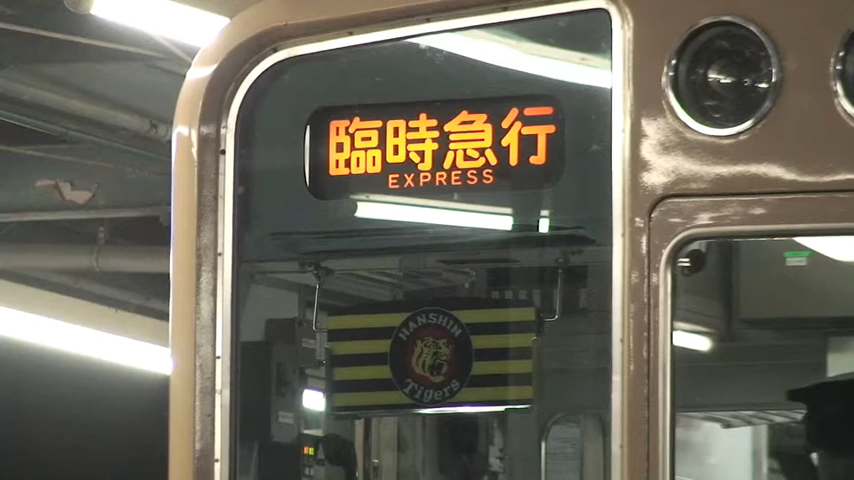 臨時急行
EXPRESS
HANSHIN
Tigers